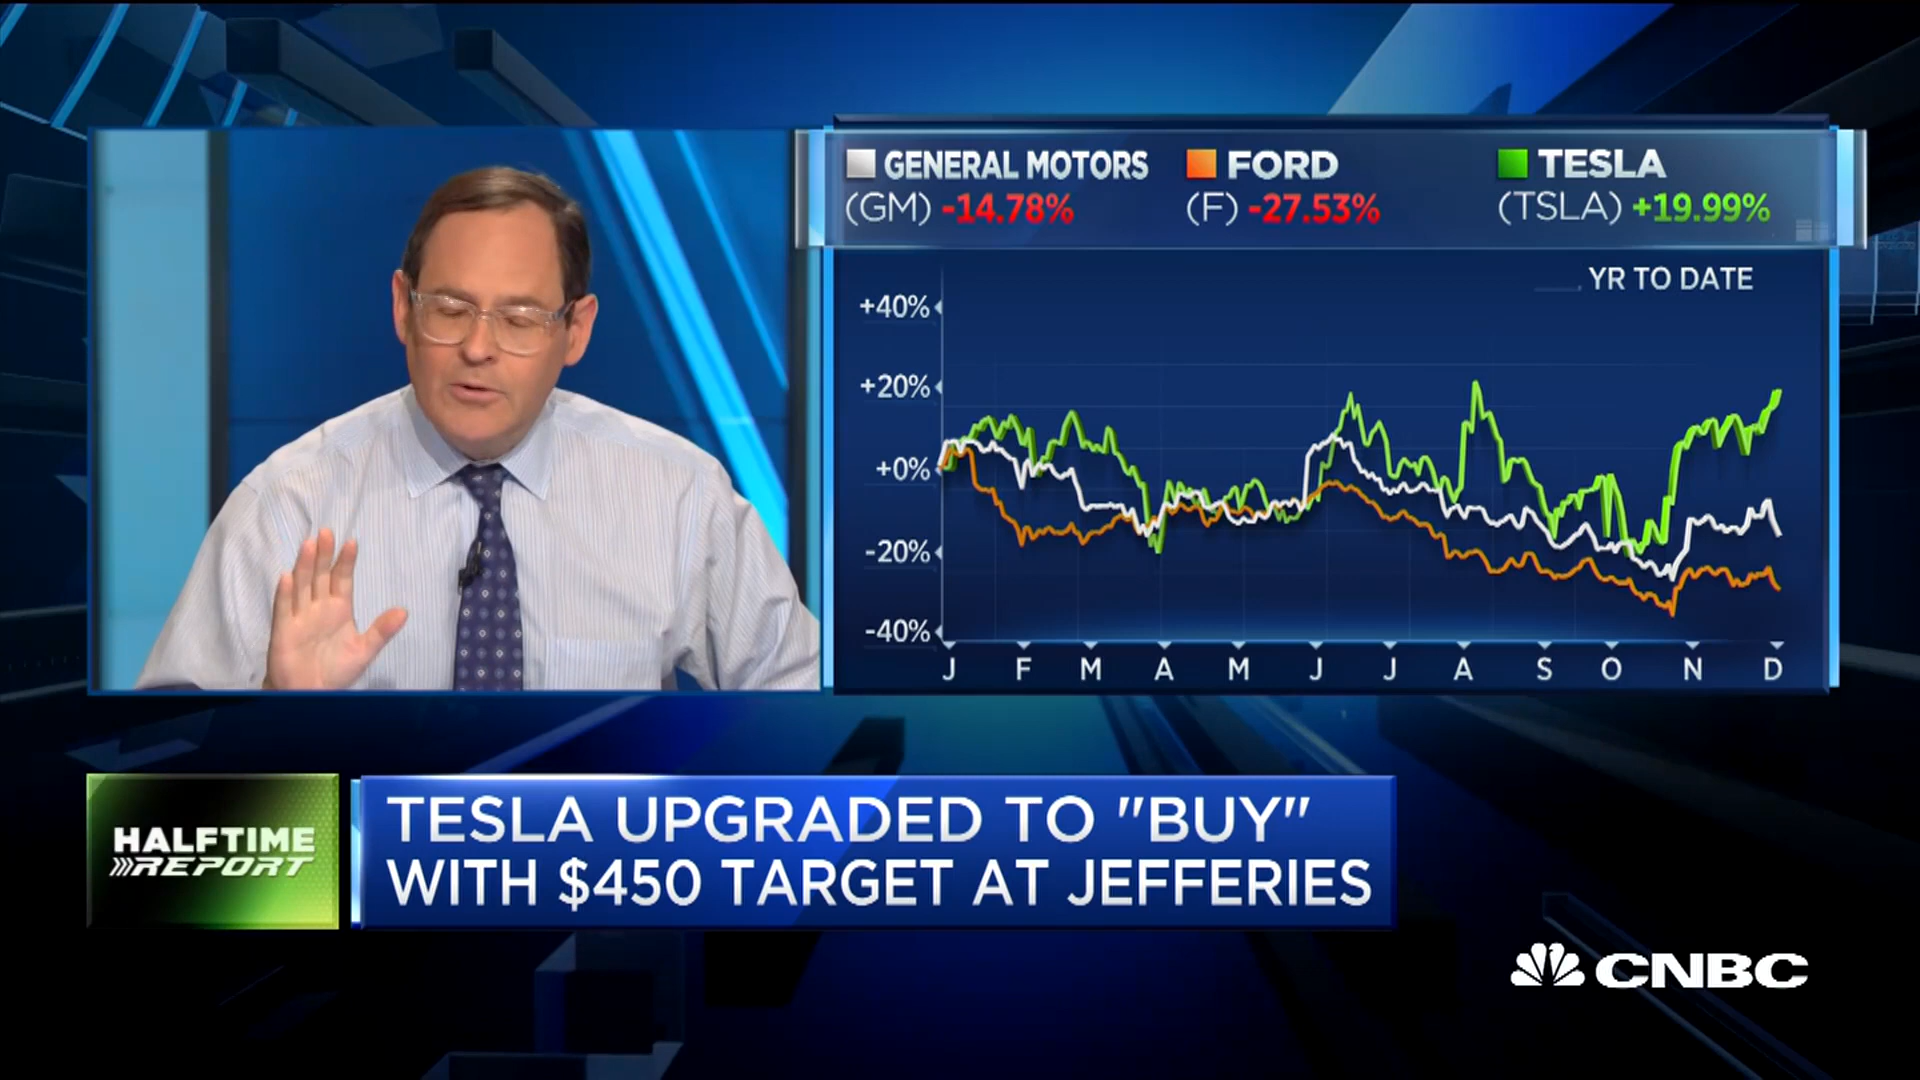 GENERAL MOTORS
(GM) -14.78%
FORD
(F) -27.53%
TESLA
(TSLA) +19.99%
YR TO DATE
+40%
+20%
+0%
-20%
-40%
J F M A M J J A S O N D
HALFTIME
REPORT
TESLA UPGRADED TO "BUY"
WITH $450 TARGET AT JEFFERIES
CNBC